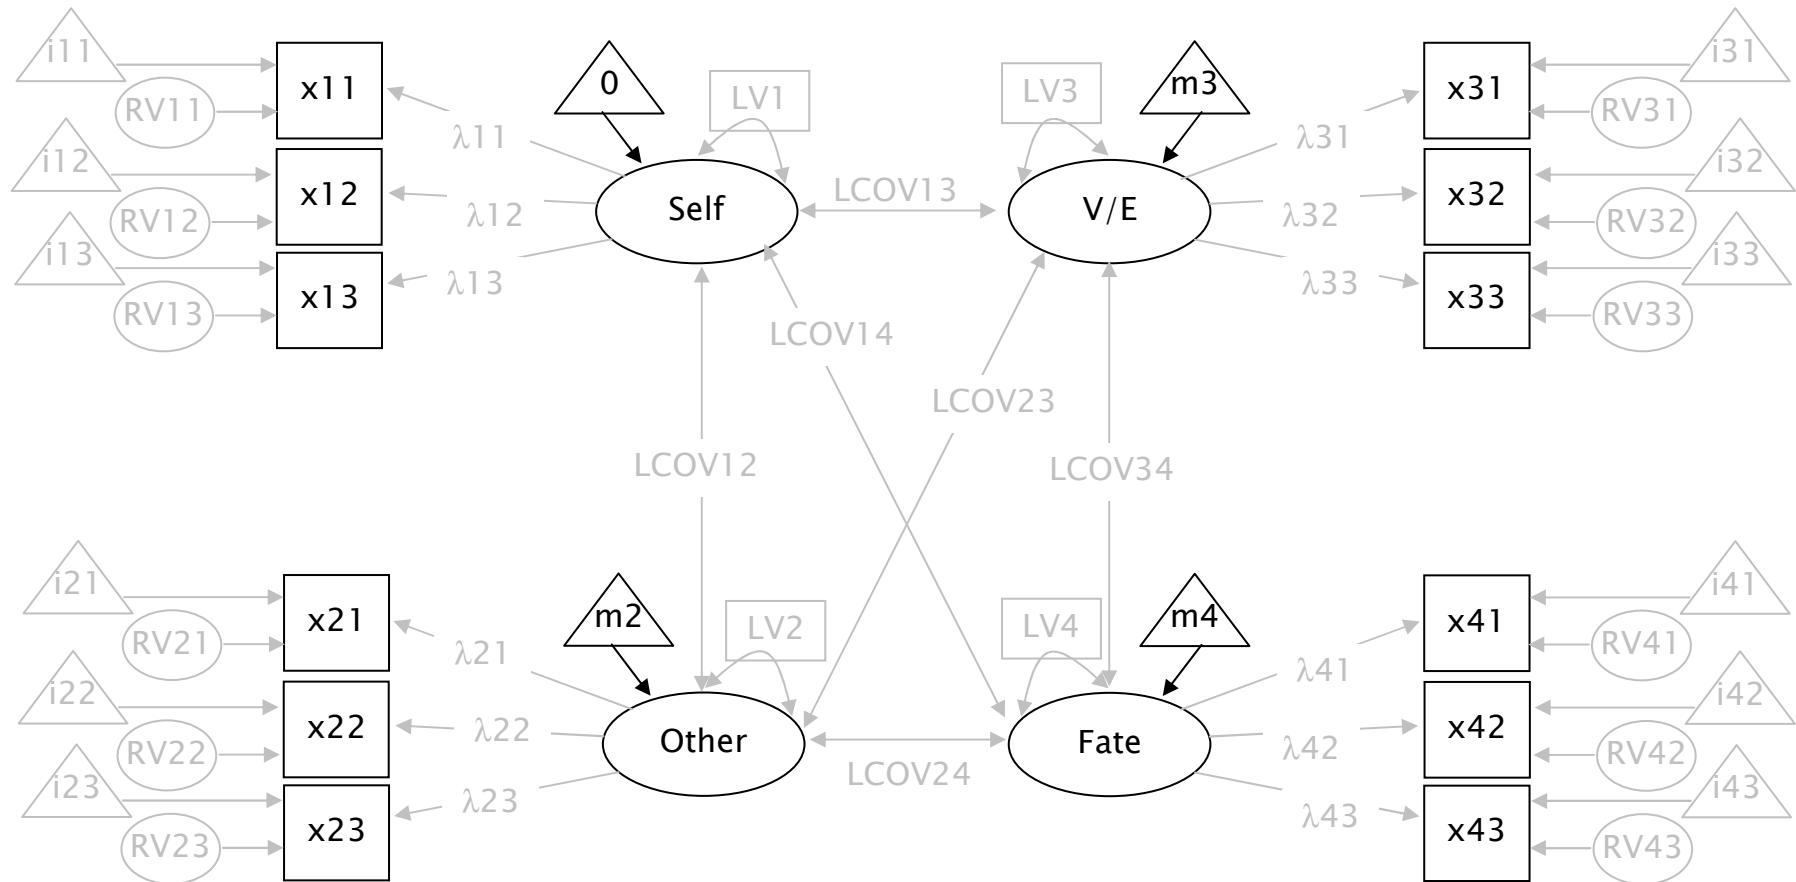 i11
x11
0
LV1
LV3
m3
x31
i31
RV11
λ11
λ31
RV31
i12
x12
Self
LCOV13
V/E
x32
i32
RV12
λ12
λ32
RV32
i13
x13
λ13
λ33
x33
i33
RV13
RV33
LCOV14
LCOV23
LCOV12
LCOV34
i21
x21
m2
LV2
LV4
m4
x41
i41
RV21
λ21
λ41
RV41
i22
x22
Other
Fate
x42
i42
RV22
λ22
λ42
RV42
i23
x23
λ23
LCOV24
λ43
x43
i43
RV23
RV43